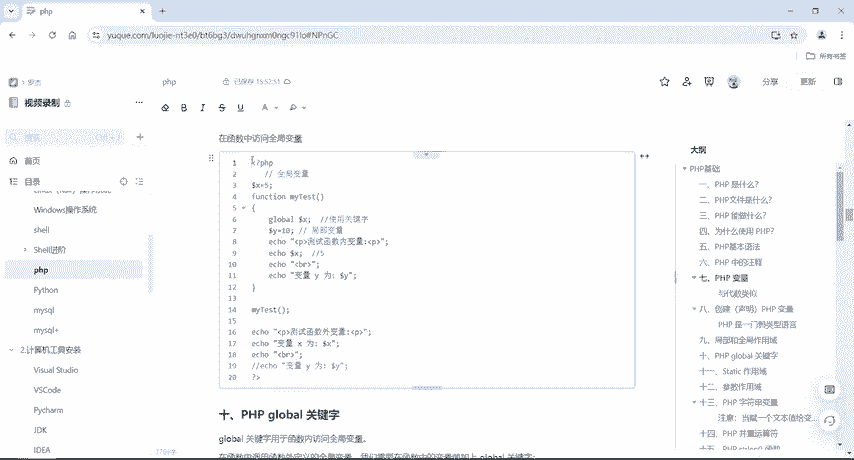 php
yuque.com/luojie-nt3e0/bt6bg3/dwuhgnxm0ngc91lo#NPnGC
所有书签
罗杰
php
已保存 15:52:53
分享
更新
视频录制
在函数中访问全局变量
大纲
首页
目录
Windows操作系统
shell
Shell进阶
php
Python
mysql
mysql+
2.计算机工具安装
Visual Studio
VSCode
Pycharm
JDK
IDEA
1 <?php
2 // 全局变量
3 $x=5;
4 function myTest()
5 {
6 global $x; //使用关键字
7 $y=10; // 局部变量
8 echo "<p>测试函数内变量:<p>";
9 echo $x; //5
10 echo "<br>";
11 echo "变量 y 为: $y";
12 }
13
14 myTest();
15
16 echo "<p>测试函数外变量:<p>";
17 echo "变量 x 为: $x";
18 echo "<br>";
19 //echo "变量 y 为: $y";
20 ?>
十、PHP global 关键字
global 关键字用于函数内访问全局变量。
PHP基础
一、PHP 是什么?
二、PHP文件是什么?
三、PHP 能做什么?
四、为什么使用 PHP?
五、PHP基本语法
六、PHP 中的注释
七、PHP 变量
与代数类似
八、创建（声明）PHP 变量
PHP 是一门弱类型语言
九、局部和全局作用域
十、PHP global 关键字
十一、Static 作用域
十二、参数作用域
十三、PHP 字符串变量
注意：当赋一个文本值给变...
十四、PHP 并置运算符